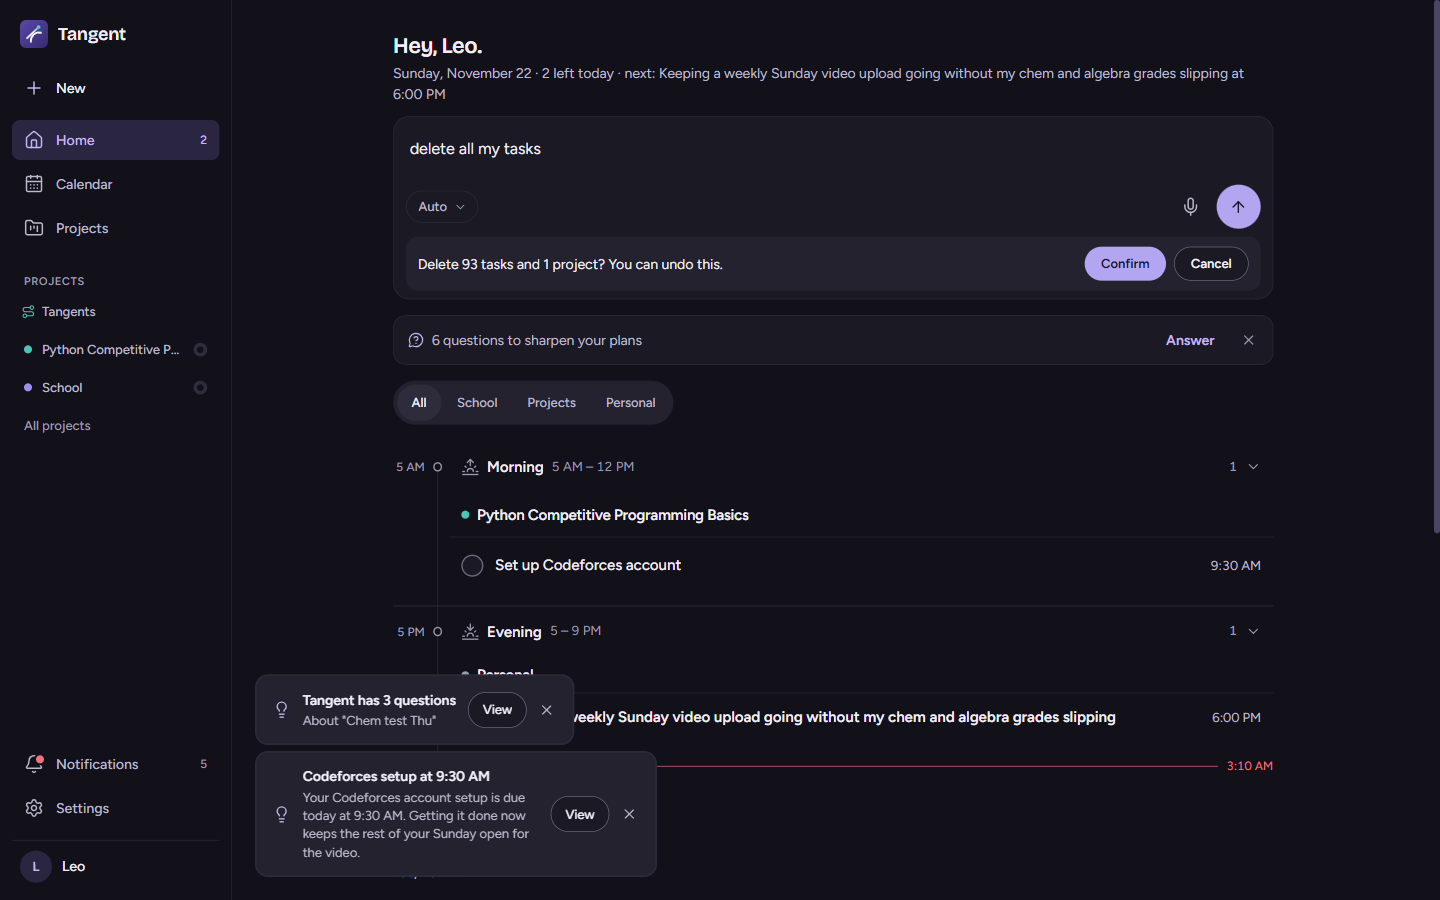 Tangent
New
Home 2
Calendar
Projects
PROJECTS
Tangents
Python Competitive P...
School
All projects
Notifications 5
Settings
L Leo
Hey, Leo.
Sunday, November 22 · 2 left today · next: Keeping a weekly Sunday video upload going without my chem and algebra grades slipping at
6:00 PM
delete all my tasks
Auto
Delete 93 tasks and 1 project? You can undo this. Confirm Cancel
6 questions to sharpen your plans Answer
All School Projects Personal
5 AM Morning 5 AM – 12 PM 1
Python Competitive Programming Basics
Set up Codeforces account 9:30 AM
5 PM Evening 5 – 9 PM 1
Personal
weekly Sunday video upload going without my chem and algebra grades slipping 6:00 PM
3:10 AM
Tangent has 3 questions
About "Chem test Thu"
View
Codeforces setup at 9:30 AM
Your Codeforces account setup is due
today at 9:30 AM. Getting it done now
keeps the rest of your Sunday open for
the video.
View